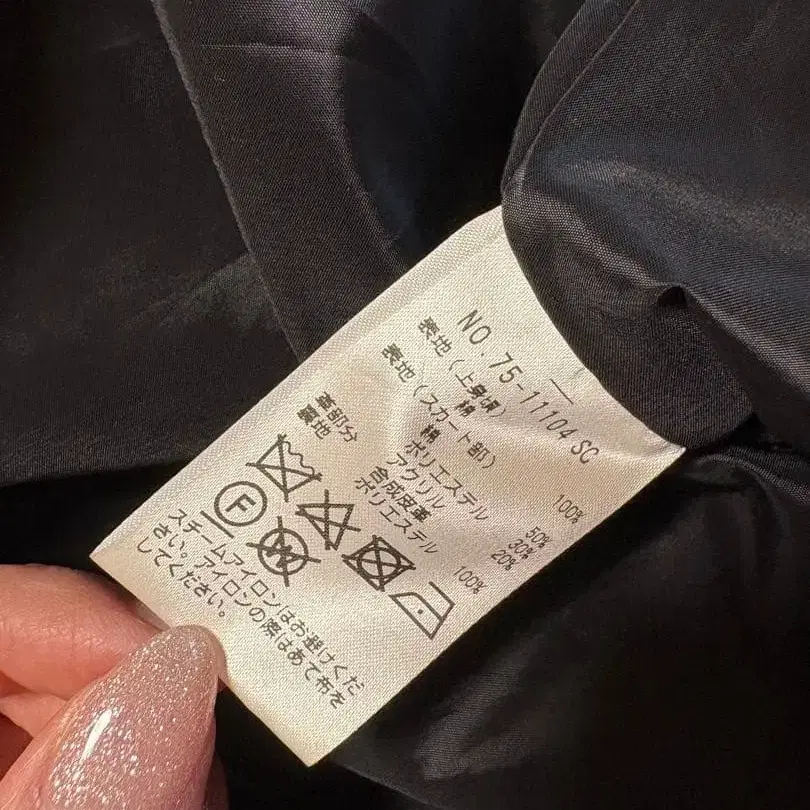 NO.75-11104 SC
表地(上身頃)
綿 100%
表地(スカート部)
綿 50%
ポリエステル 30%
アクリル 20%
革部分 合成皮革
裏地 ポリエステル 100%
F
W
スチームアイロンはお避けくだ
さい。アイロンの際はあて布を
してください。